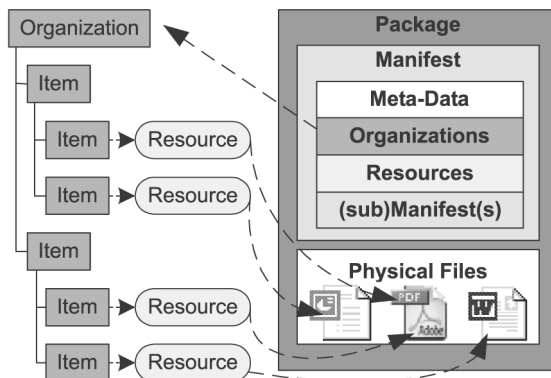 Organization
Item
Item
Resource
Item
Resource
Item
Item
Resource
Item
Resource
Package
Manifest
Meta-Data
Organizations
Resources
(sub)Manifest(s)
Physical Files
PDF
Adobe
W